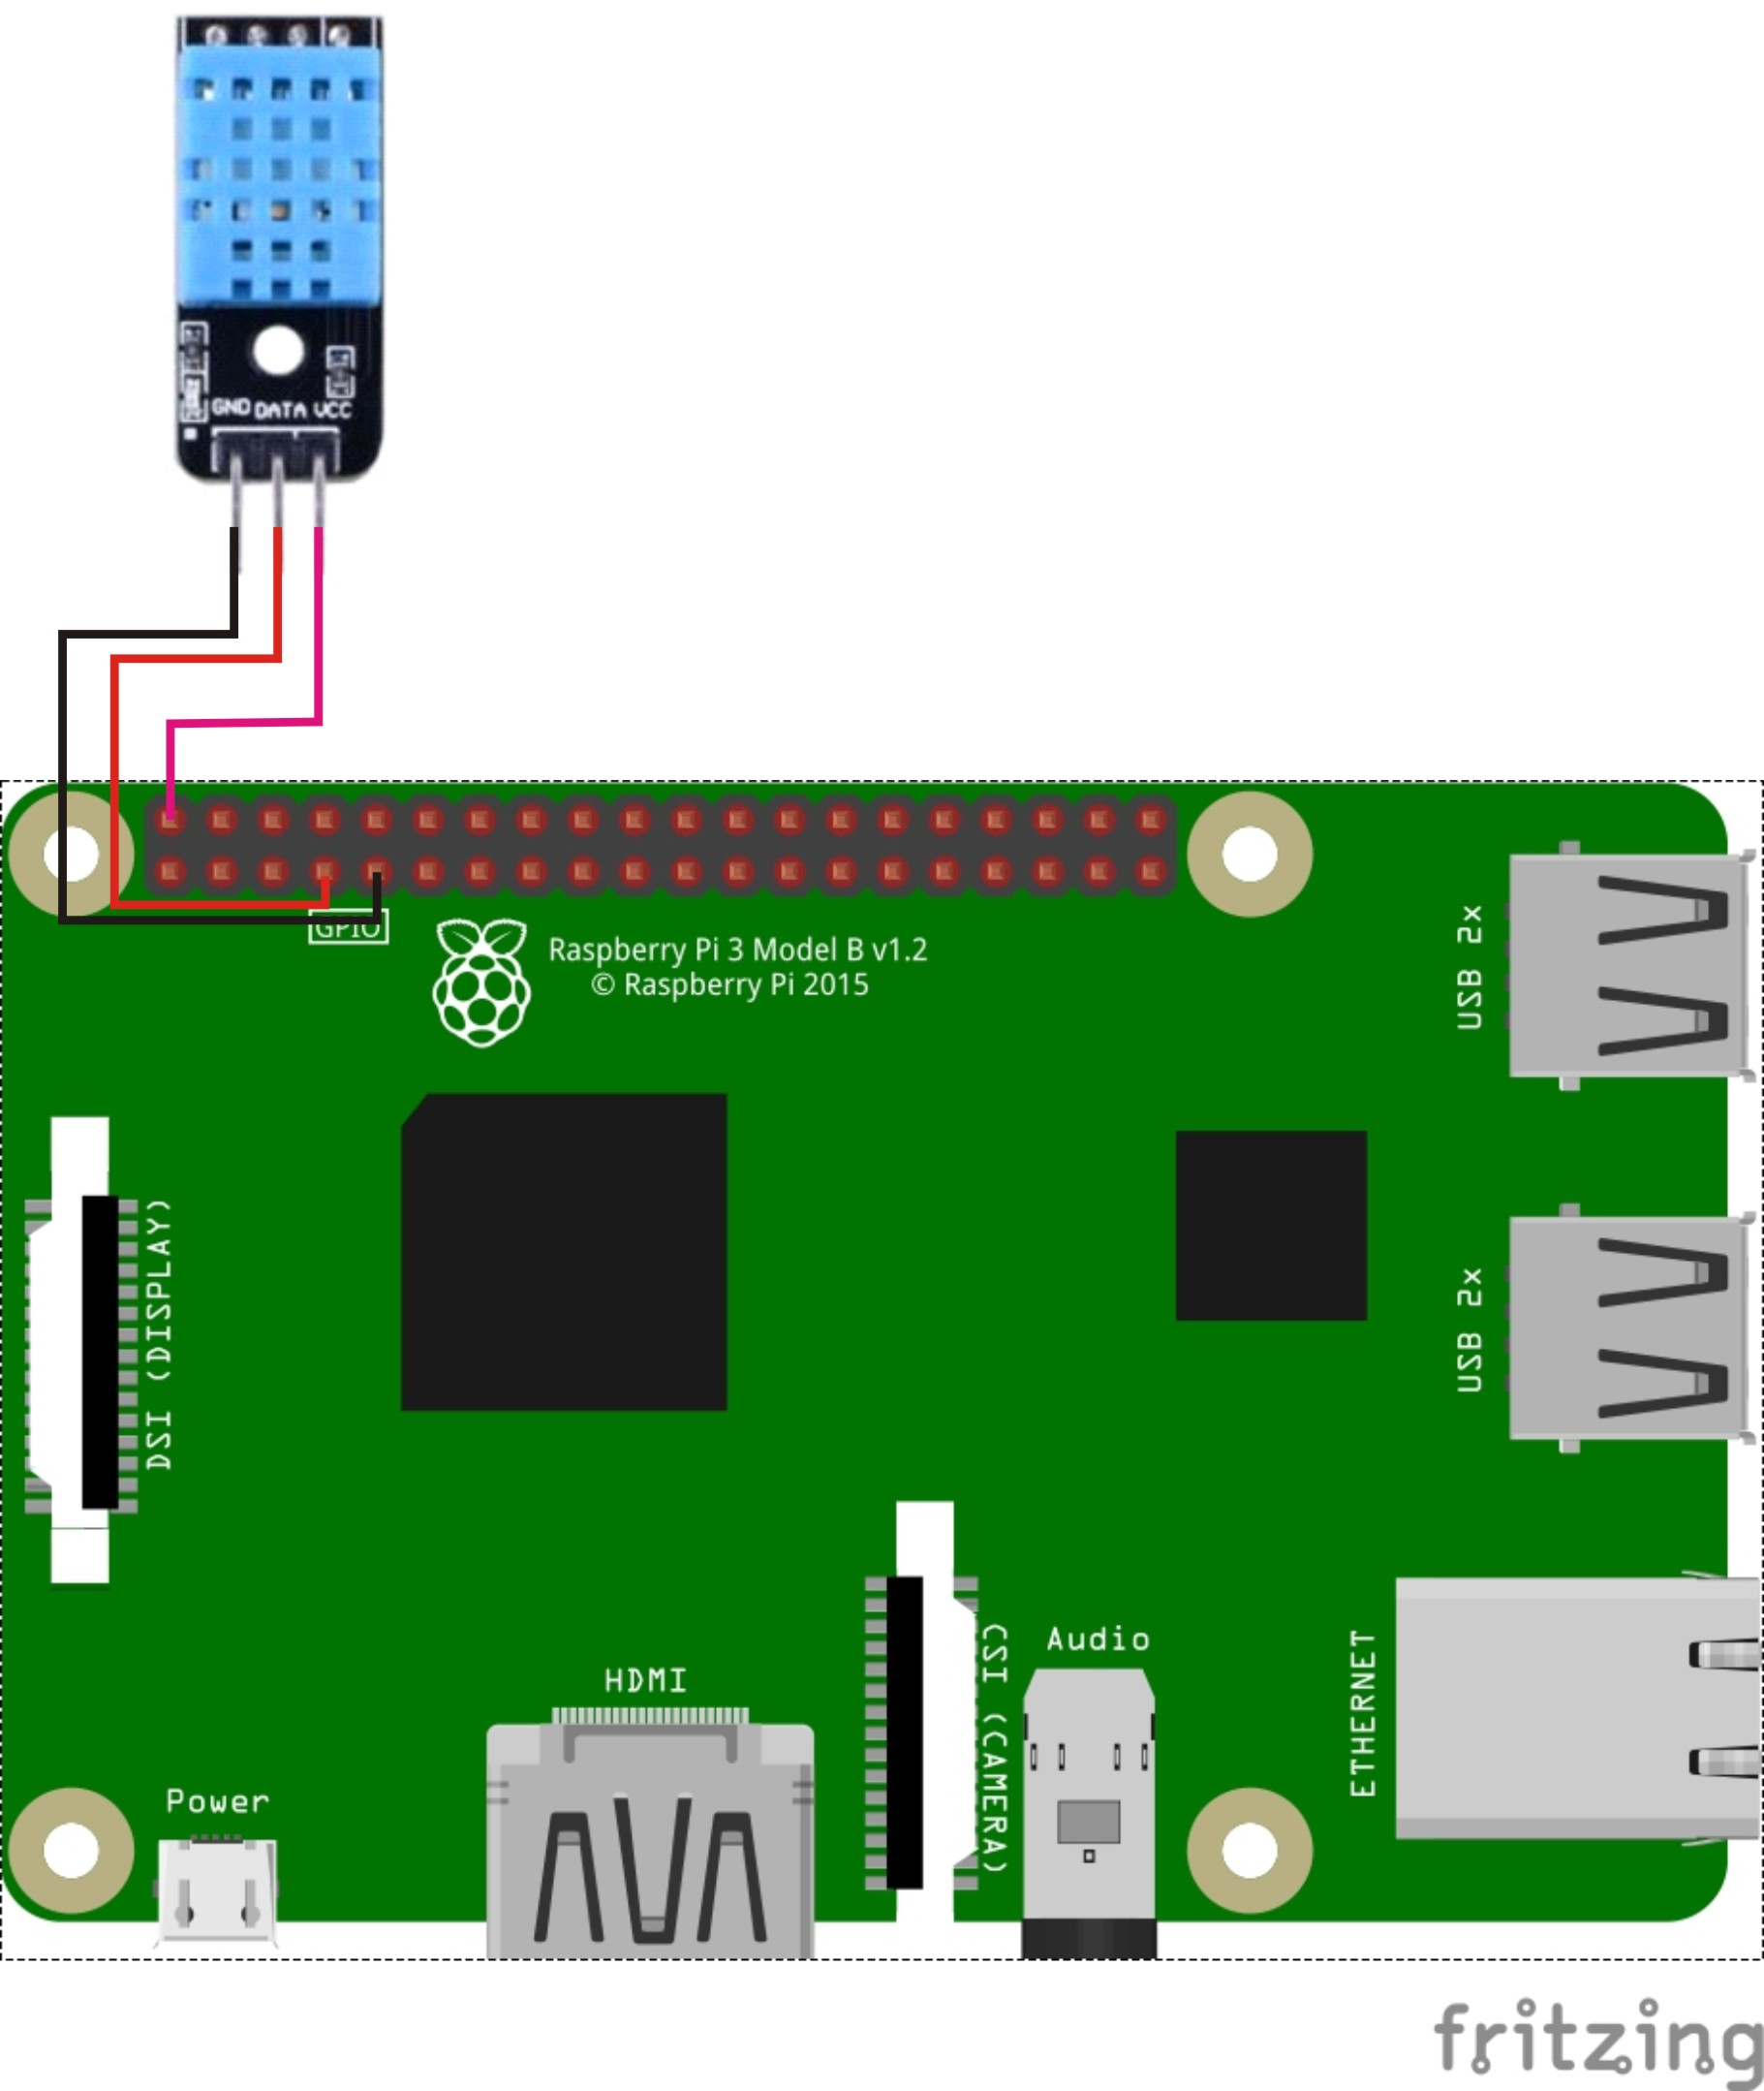 GND DATA VCC
GPIO
Raspberry Pi 3 Model B v1.2
© Raspberry Pi 2015
USB 2x
DSI (DISPLAY)
USB 2x
HDMI
CSI (CAMERA)
Audio
ETHERNET
Power
fritzing